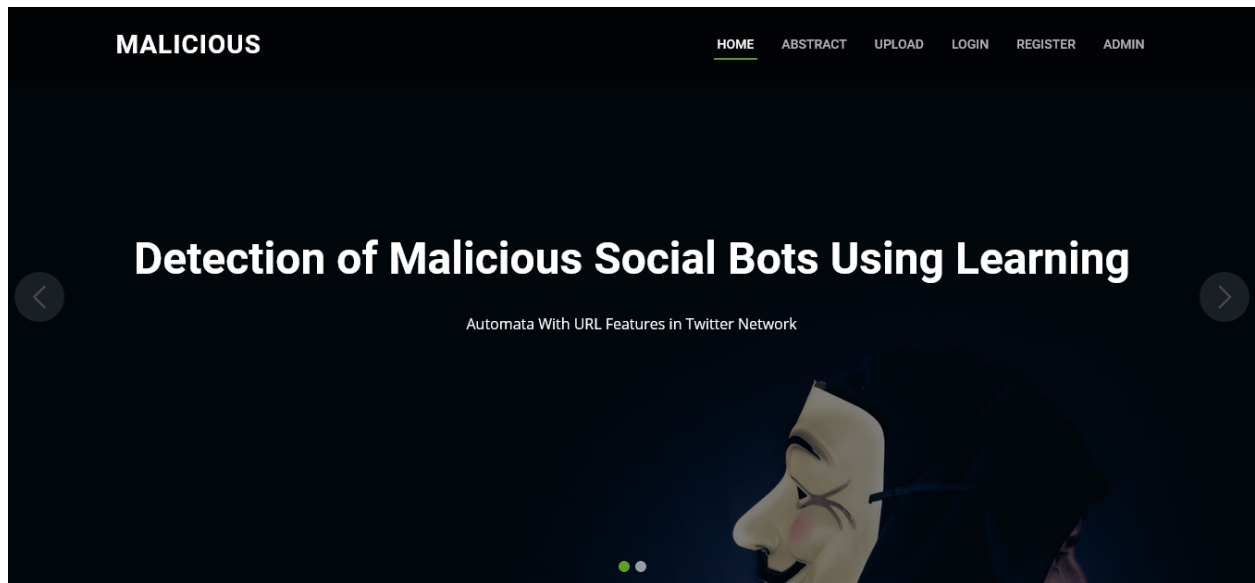 MALICIOUS
HOME ABSTRACT UPLOAD LOGIN REGISTER ADMIN
Detection of Malicious Social Bots Using Learning
Automata With URL Features in Twitter Network